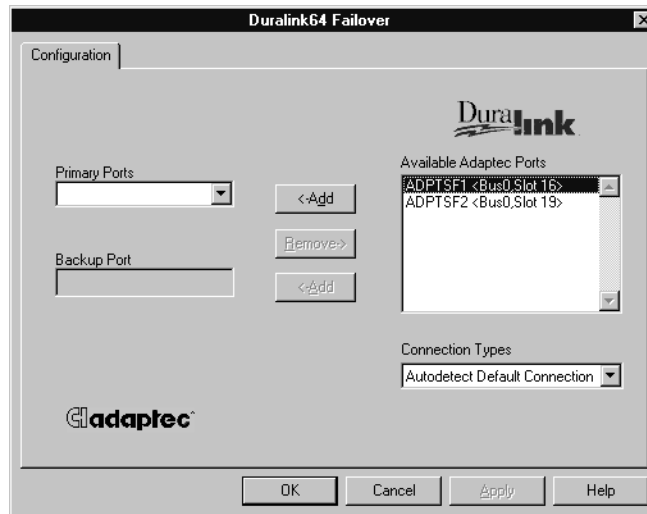 Duralink64 Failover
Configuration
Duralink
Primary Ports
<-Add
Remove->
Backup Port
<-Add
Available Adaptec Ports
ADPTSF1 <Bus0,Slot 16>
ADPTSF2 <Bus0,Slot 19>
Connection Types
Autodetect Default Connection
adaptec
OK
Cancel
Apply
Help